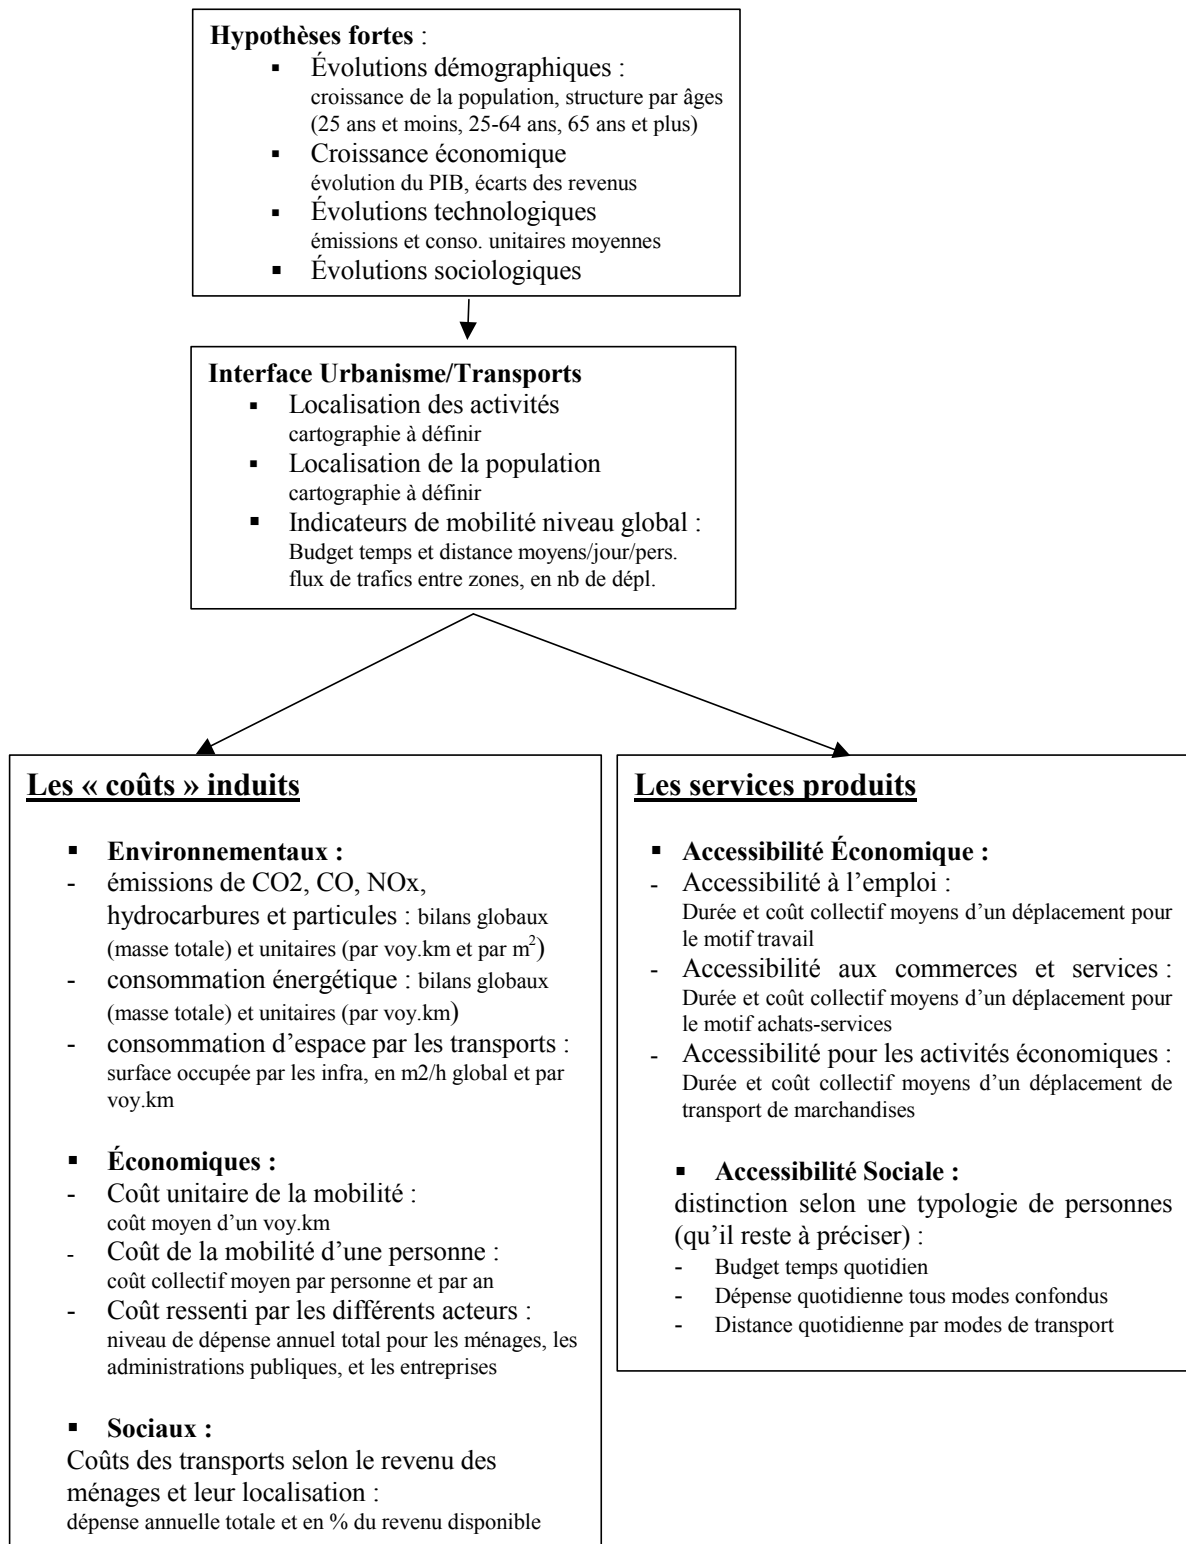 Hypothèses fortes :
▪ Évolutions démographiques :
croissance de la population, structure par âges
(25 ans et moins, 25-64 ans, 65 ans et plus)
▪ Croissance économique
évolution du PIB, écarts des revenus
▪ Évolutions technologiques
émissions et conso. unitaires moyennes
▪ Évolutions sociologiques
Interface Urbanisme/Transports
▪ Localisation des activités
cartographie à définir
▪ Localisation de la population
cartographie à définir
▪ Indicateurs de mobilité niveau global :
Budget temps et distance moyens/jour/pers.
flux de trafics entre zones, en nb de dépl.
Les « coûts » induits
▪ Environnementaux :
- émissions de CO2, CO, NOx,
hydrocarbures et particules : bilans globaux
(masse totale) et unitaires (par voy.km et par m²)
- consommation énergétique : bilans globaux
(masse totale) et unitaires (par voy.km)
- consommation d'espace par les transports :
surface occupée par les infra, en m2/h global et par
voy.km
▪ Économiques :
- Coût unitaire de la mobilité :
coût moyen d'un voy.km
- Coût de la mobilité d'une personne :
coût collectif moyen par personne et par an
- Coût ressenti par les différents acteurs :
niveau de dépense annuel total pour les ménages, les
administrations publiques, et les entreprises
▪ Sociaux :
Coûts des transports selon le revenu des
ménages et leur localisation :
dépense annuelle totale et en % du revenu disponible
Les services produits
▪ Accessibilité Économique :
- Accessibilité à l'emploi :
Durée et coût collectif moyens d'un déplacement pour
le motif travail
- Accessibilité aux commerces et services :
Durée et coût collectif moyens d'un déplacement pour
le motif achats-services
- Accessibilité pour les activités économiques :
Durée et coût collectif moyens d'un déplacement de
transport de marchandises
▪ Accessibilité Sociale :
distinction selon une typologie de personnes
(qu'il reste à préciser) :
- Budget temps quotidien
- Dépense quotidienne tous modes confondus
- Distance quotidienne par modes de transport